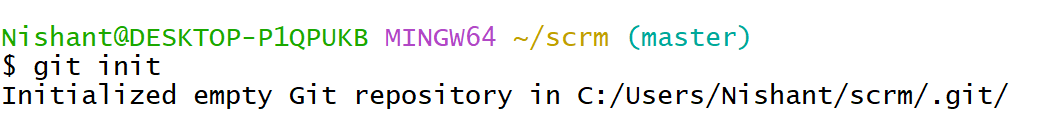 Nishant@DESKTOP-P1QPUKB MINGW64 ~/scrm (master)
$ git init
Initialized empty Git repository in C:/Users/Nishant/scrm/.git/